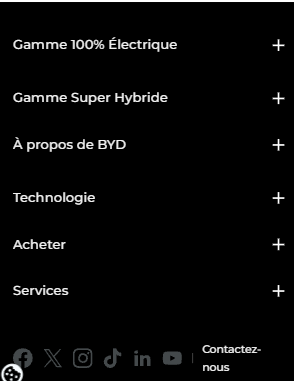 Gamme 100% Électrique
Gamme Super Hybride
À propos de BYD
Technologie
Acheter
Services
Contactez-
nous